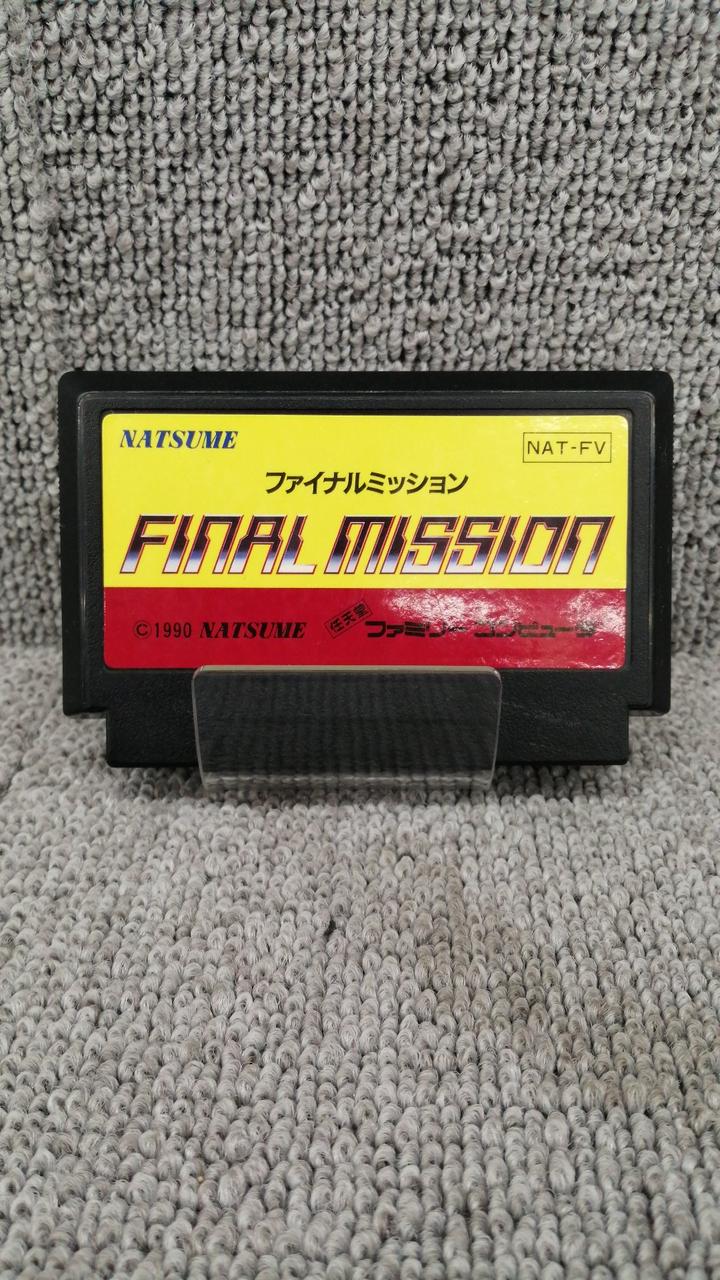 NATSUME
NAT-FV
ファイナルミッション
FINAL MISSION
©1990 NATSUME 任天堂 ファミリーコンピュータ